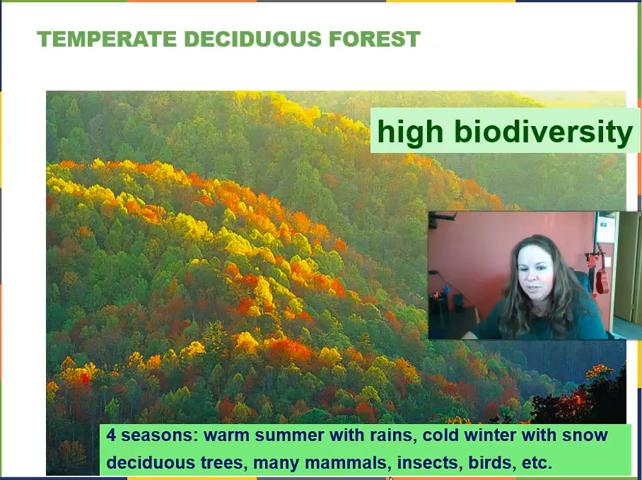 TEMPERATE DECIDUOUS FOREST
high biodiversity
4 seasons: warm summer with rains, cold winter with snow
deciduous trees, many mammals, insects, birds, etc.